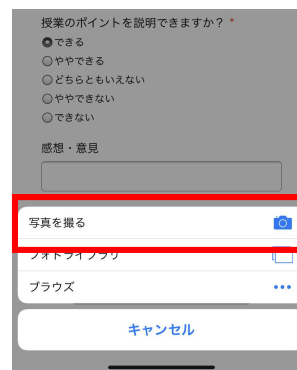 授業のポイントを説明できますか？ *
できる
ややできる
どちらともいえない
ややできない
できない
感想・意見
写真を撮る
フォトライブラリ
ブラウズ
キャンセル